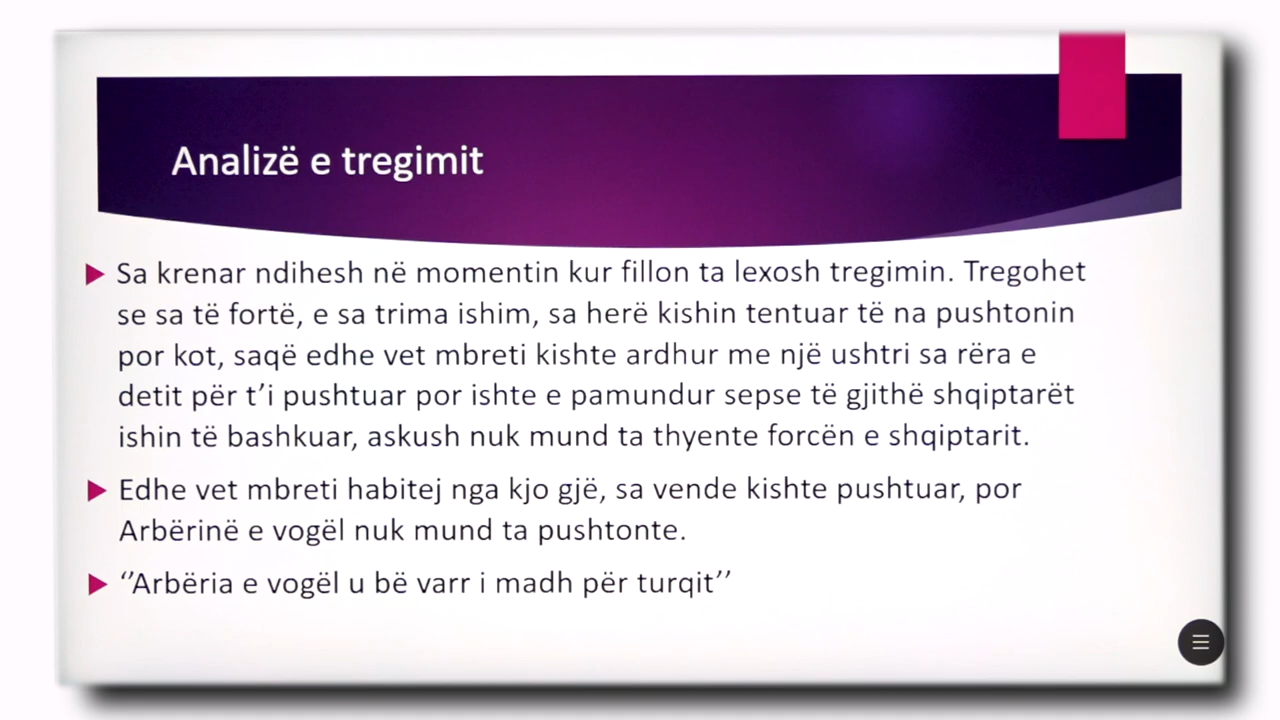 Analizë e tregimit
Sa krenar ndihesh në momentin kur fillon ta lexosh tregimin. Tregohet
se sa të fortë, e sa trima ishim, sa herë kishin tentuar të na pushtonin
por kot, saqë edhe vet mbreti kishte ardhur me një ushtri sa rëra e
detit për t’i pushtuar por ishte e pamundur sepse të gjithë shqiptarët
ishin të bashkuar, askush nuk mund ta thyente forcën e shqiptarit.
Edhe vet mbreti habitej nga kjo gjë, sa vende kishte pushtuar, por
Arbërinë e vogël nuk mund ta pushtonte.
‘’Arbëria e vogël u bë varr i madh për turqit’’